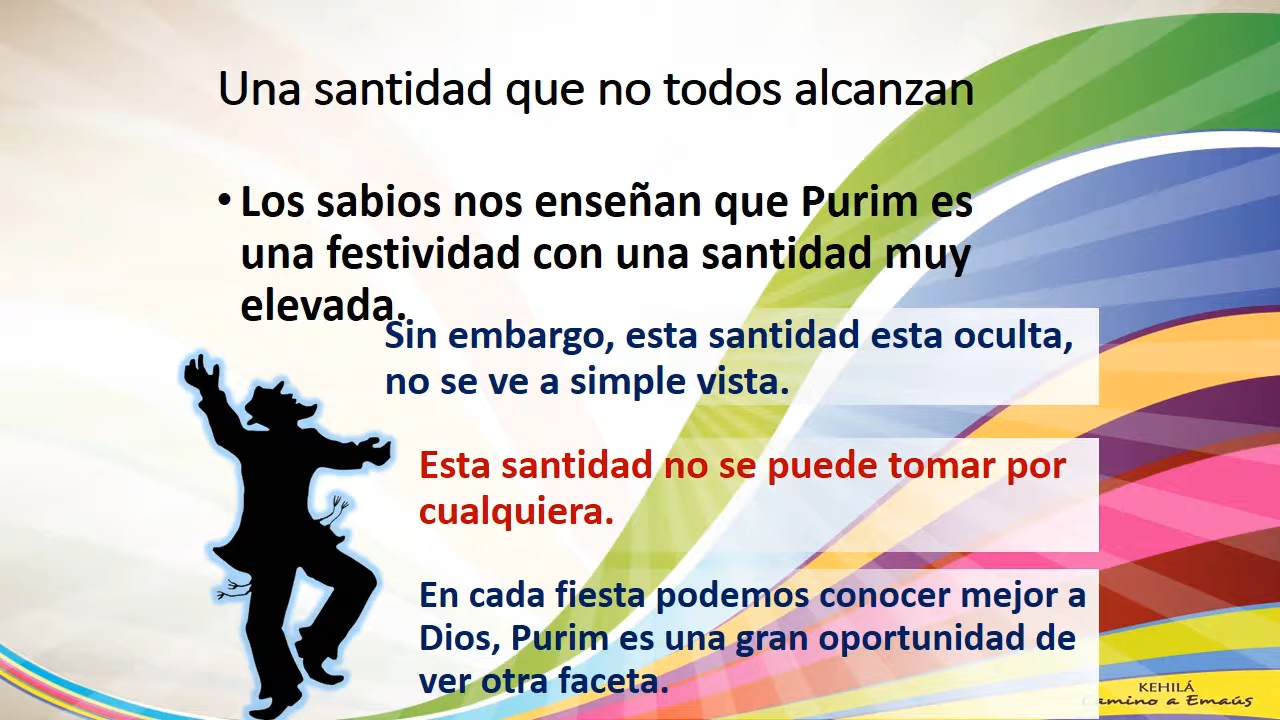 Una santidad que no todos alcanzan
• Los sabios nos enseñan que Purim es
una festividad con una santidad muy
elevada.
Sin embargo, esta santidad esta oculta,
no se ve a simple vista.
Esta santidad no se puede tomar por
cualquiera.
En cada fiesta podemos conocer mejor a
Dios, Purim es una gran oportunidad de
ver otra faceta.
KEHILÁ
Camino a Emaús